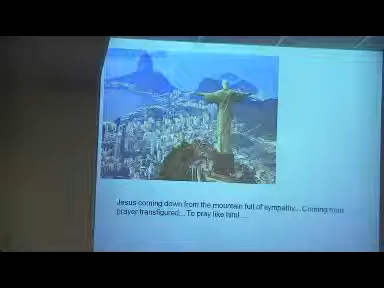 Jesus coming down from the mountain full of sympathy...Coming from
prayer transfigured... To pray like him! ...